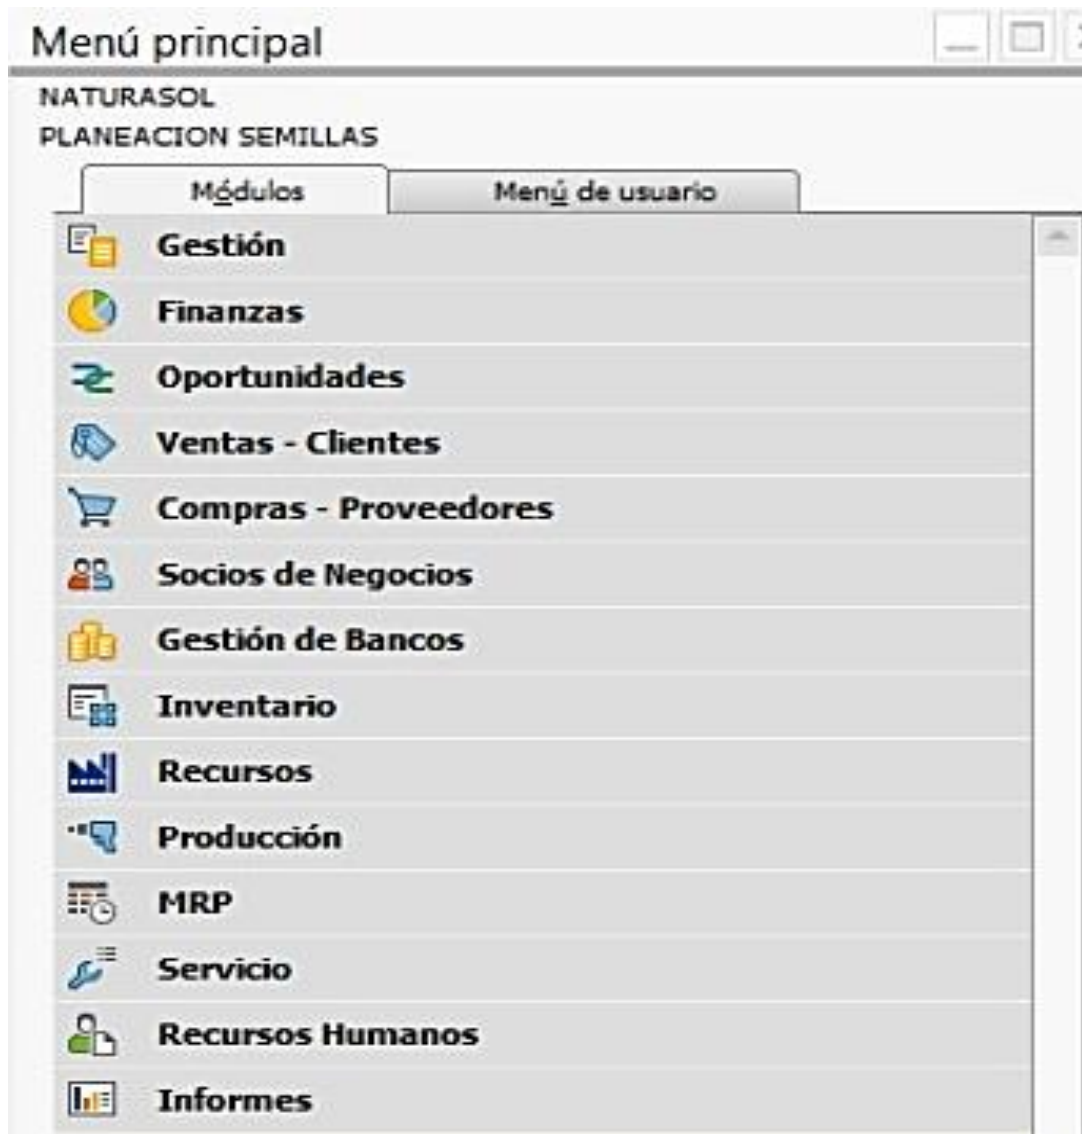 Menú principal
NATURASOL
PLANEACION SEMILLAS
Módulos Menú de usuario
Gestión
Finanzas
Oportunidades
Ventas - Clientes
Compras - Proveedores
Socios de Negocios
Gestión de Bancos
Inventario
Recursos
Producción
MRP
Servicio
Recursos Humanos
Informes